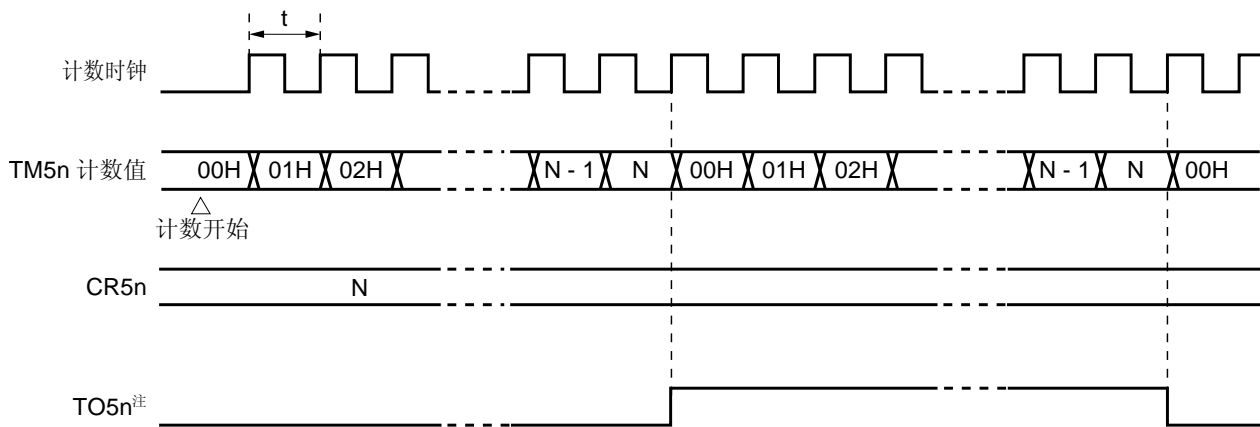 t
计数时钟
TM5n 计数值 00H 01H 02H N - 1 N 00H 01H 02H N - 1 N 00H
计数开始
CR5n N
TO5n注